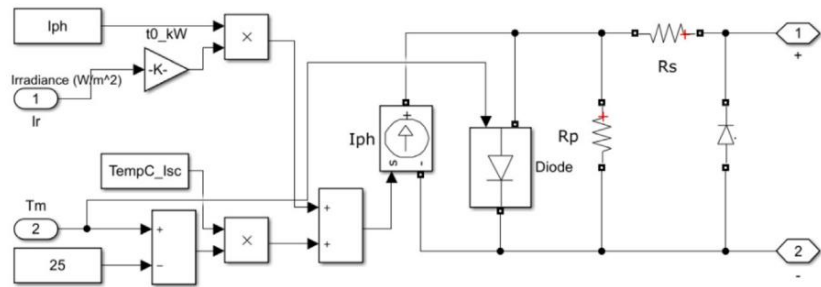 Iph
t0_kW
×
-K-
Irradiance (W/m^2)
1
Ir
TempC_Isc
Tm
2
+
−
25
×
+
+
Iph
+
s
-
Diode
Rp
+
Rs
+
1
+
2
-